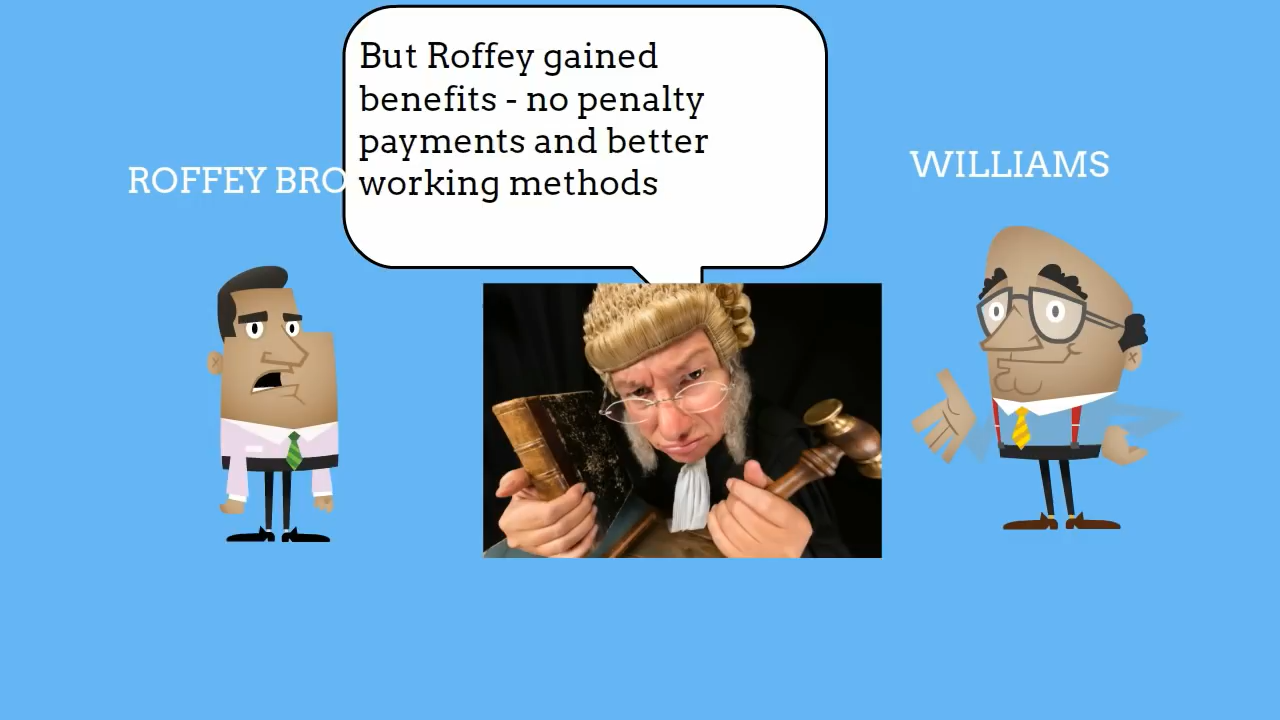 But Roffey gained
benefits - no penalty
payments and better
working methods
ROFFEY BRO
WILLIAMS